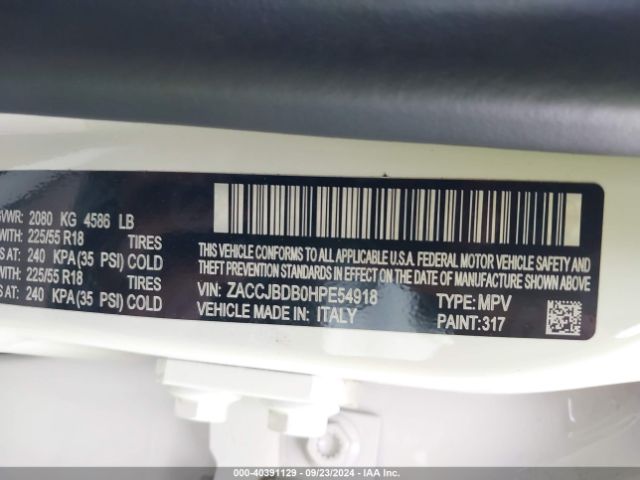 GVWR: 2080 KG 4586 LB
WITH: 225/55 R18 TIRES
AT: 240 KPA(35 PSI) COLD
WITH: 225/55 R18 TIRES
S AT: 240 KPA(35 PSI) COLD
THIS VEHICLE CONFORMS TO ALL APPLICABLE U.S.A. FEDERAL MOTOR VEHICLE SAFETY AND
THEFT PREVENTION STANDARDS IN EFFECT ON THE DATE OF MANUFACTURE SHOWN ABOVE
VIN: ZACCJBDB0HPE54918 TYPE: MPV
VEHICLE MADE IN: ITALY PAINT:317
000-40391129 - 09/23/2024 - IAA Inc.